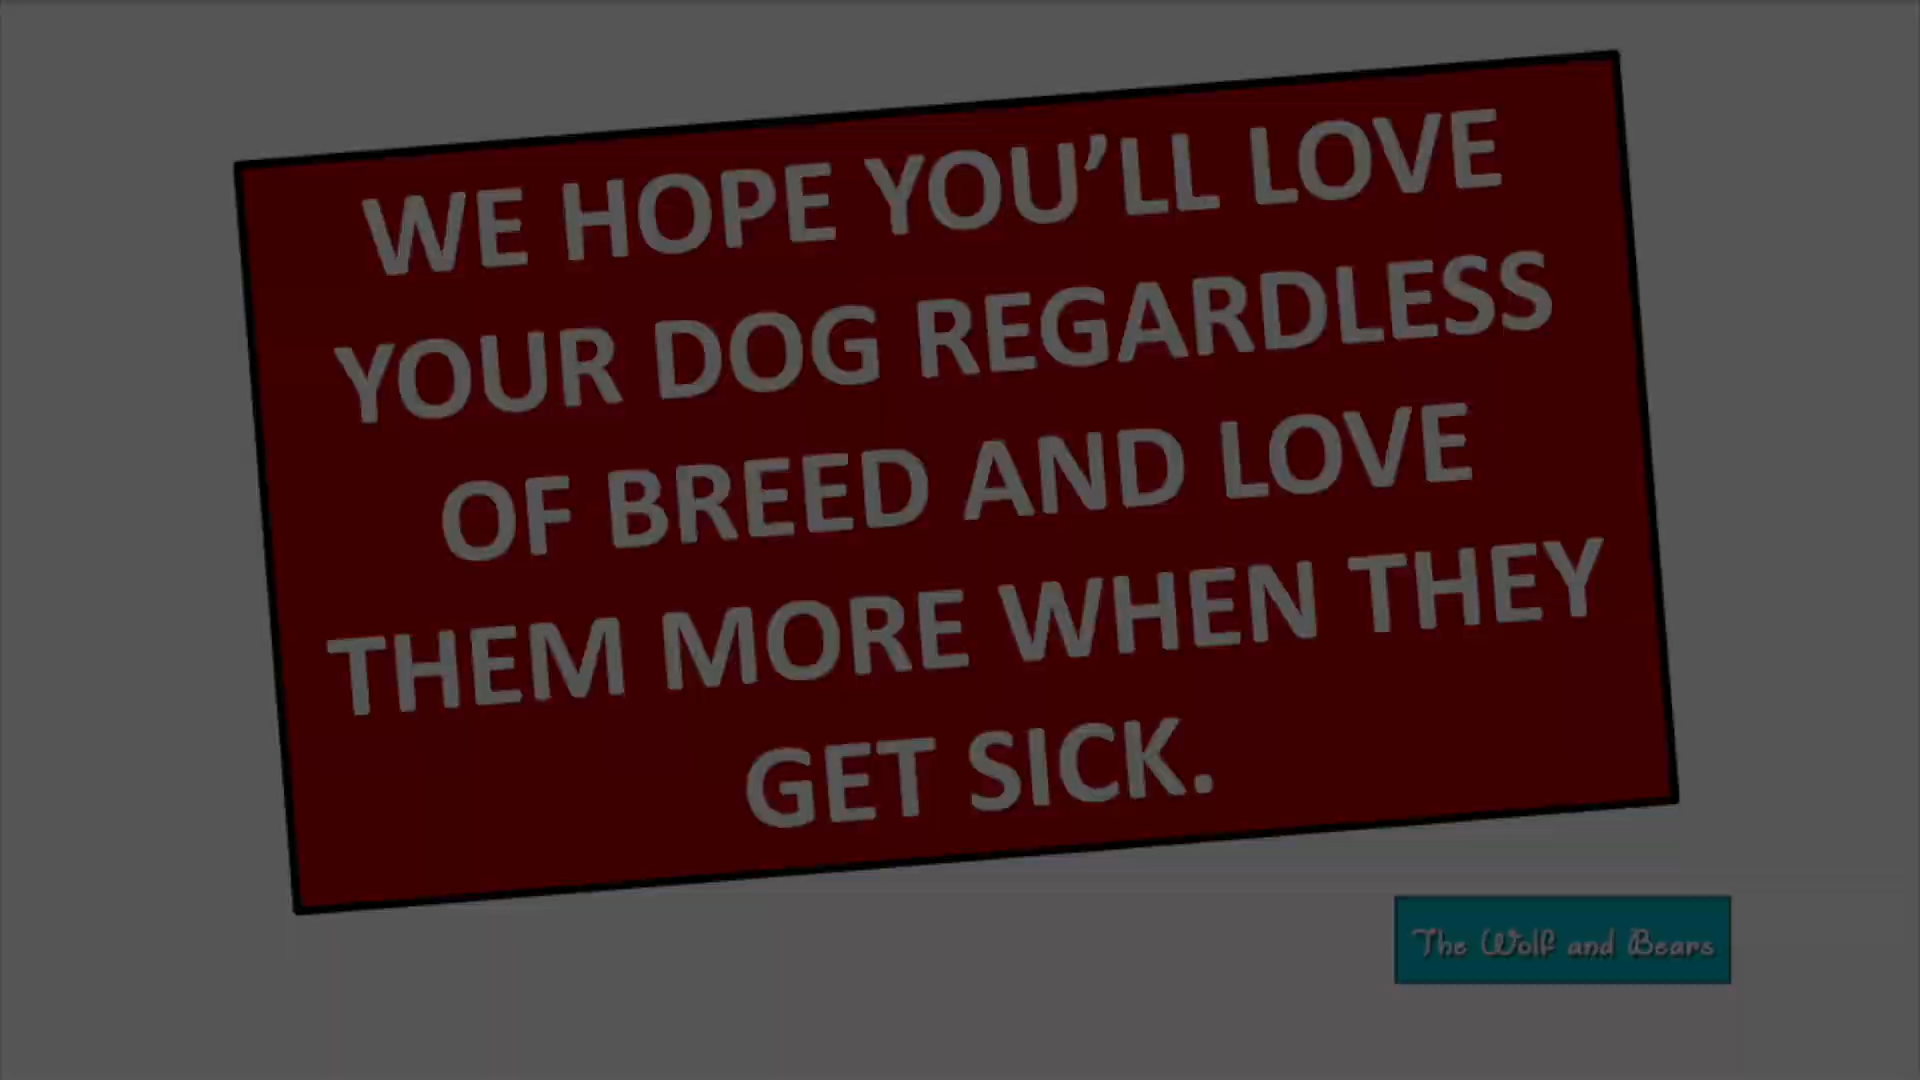 WE HOPE YOU’LL LOVE
YOUR DOG REGARDLESS
OF BREED AND LOVE
THEM MORE WHEN THEY
GET SICK.
The Wolf and Bears